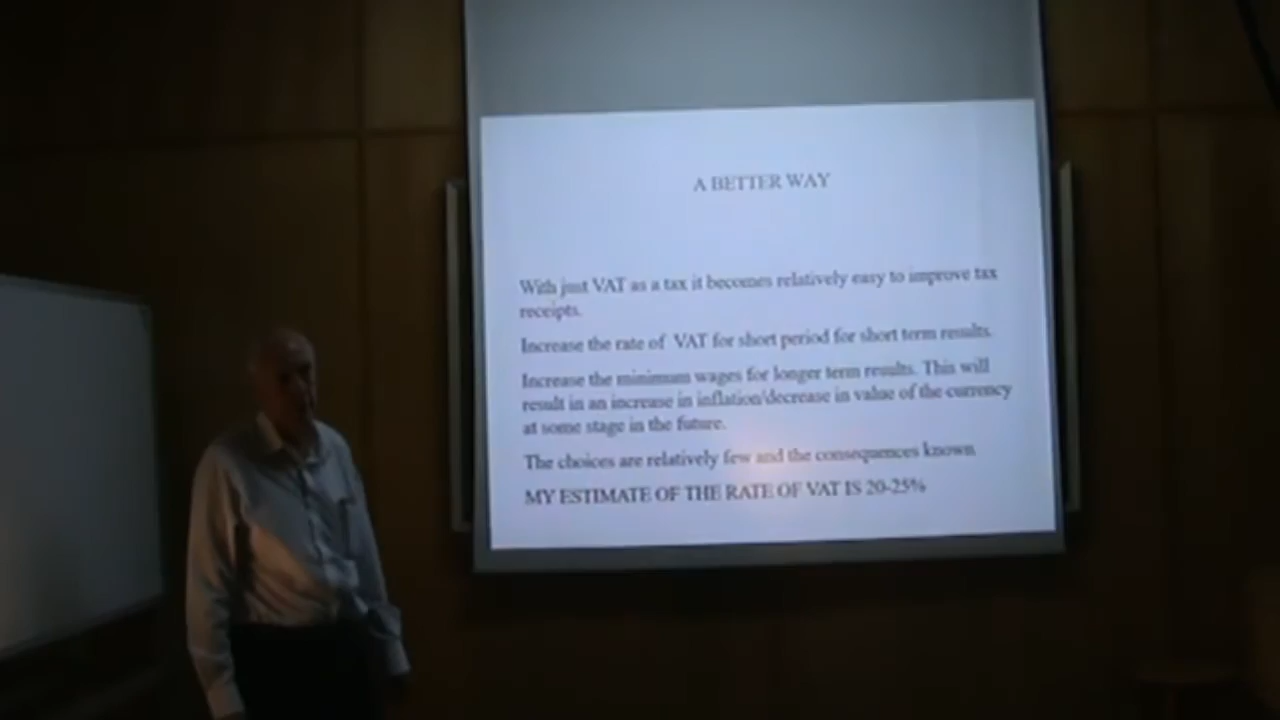 A BETTER WAY
With just VAT as a tax it becomes relatively easy to improve tax
receipts.
Increase the rate of VAT for short period for short term results.
Increase the minimum wages for longer term results. This will
result in an increase in inflation/decrease in value of the currency
at some stage in the future.
The choices are relatively few and the consequences known
MY ESTIMATE OF THE RATE OF VAT IS 20-25%